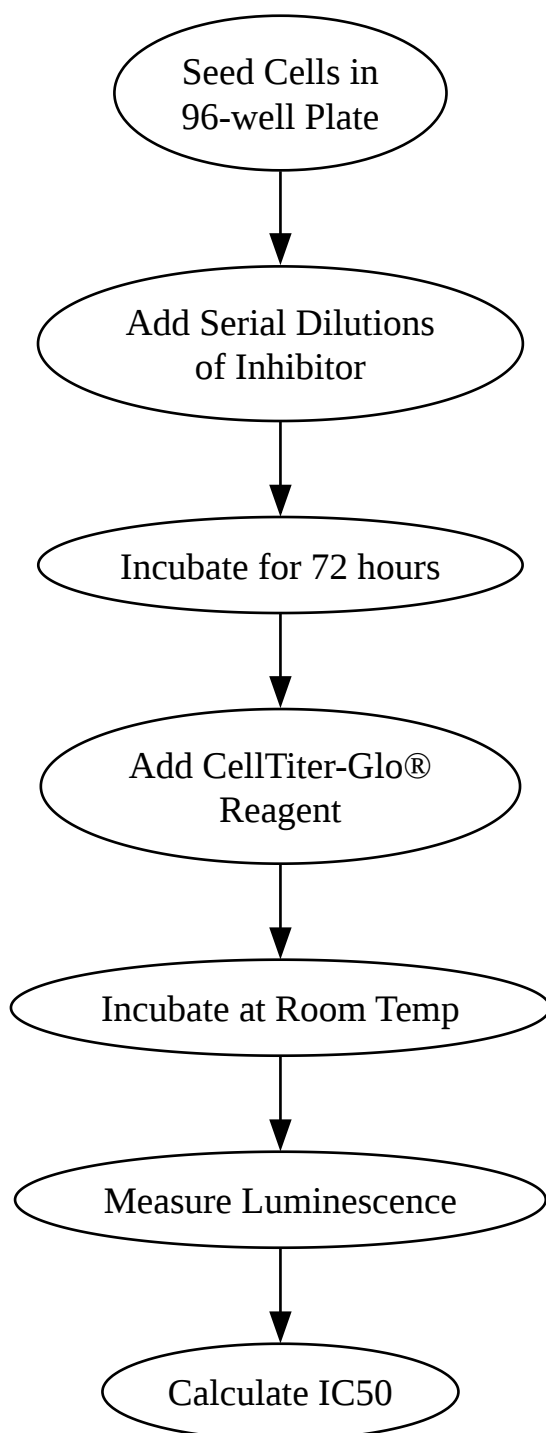 Seed Cells in
96-well Plate
Add Serial Dilutions
of Inhibitor
Incubate for 72 hours
Add CellTiter-Glo®
Reagent
Incubate at Room Temp
Measure Luminescence
Calculate IC50